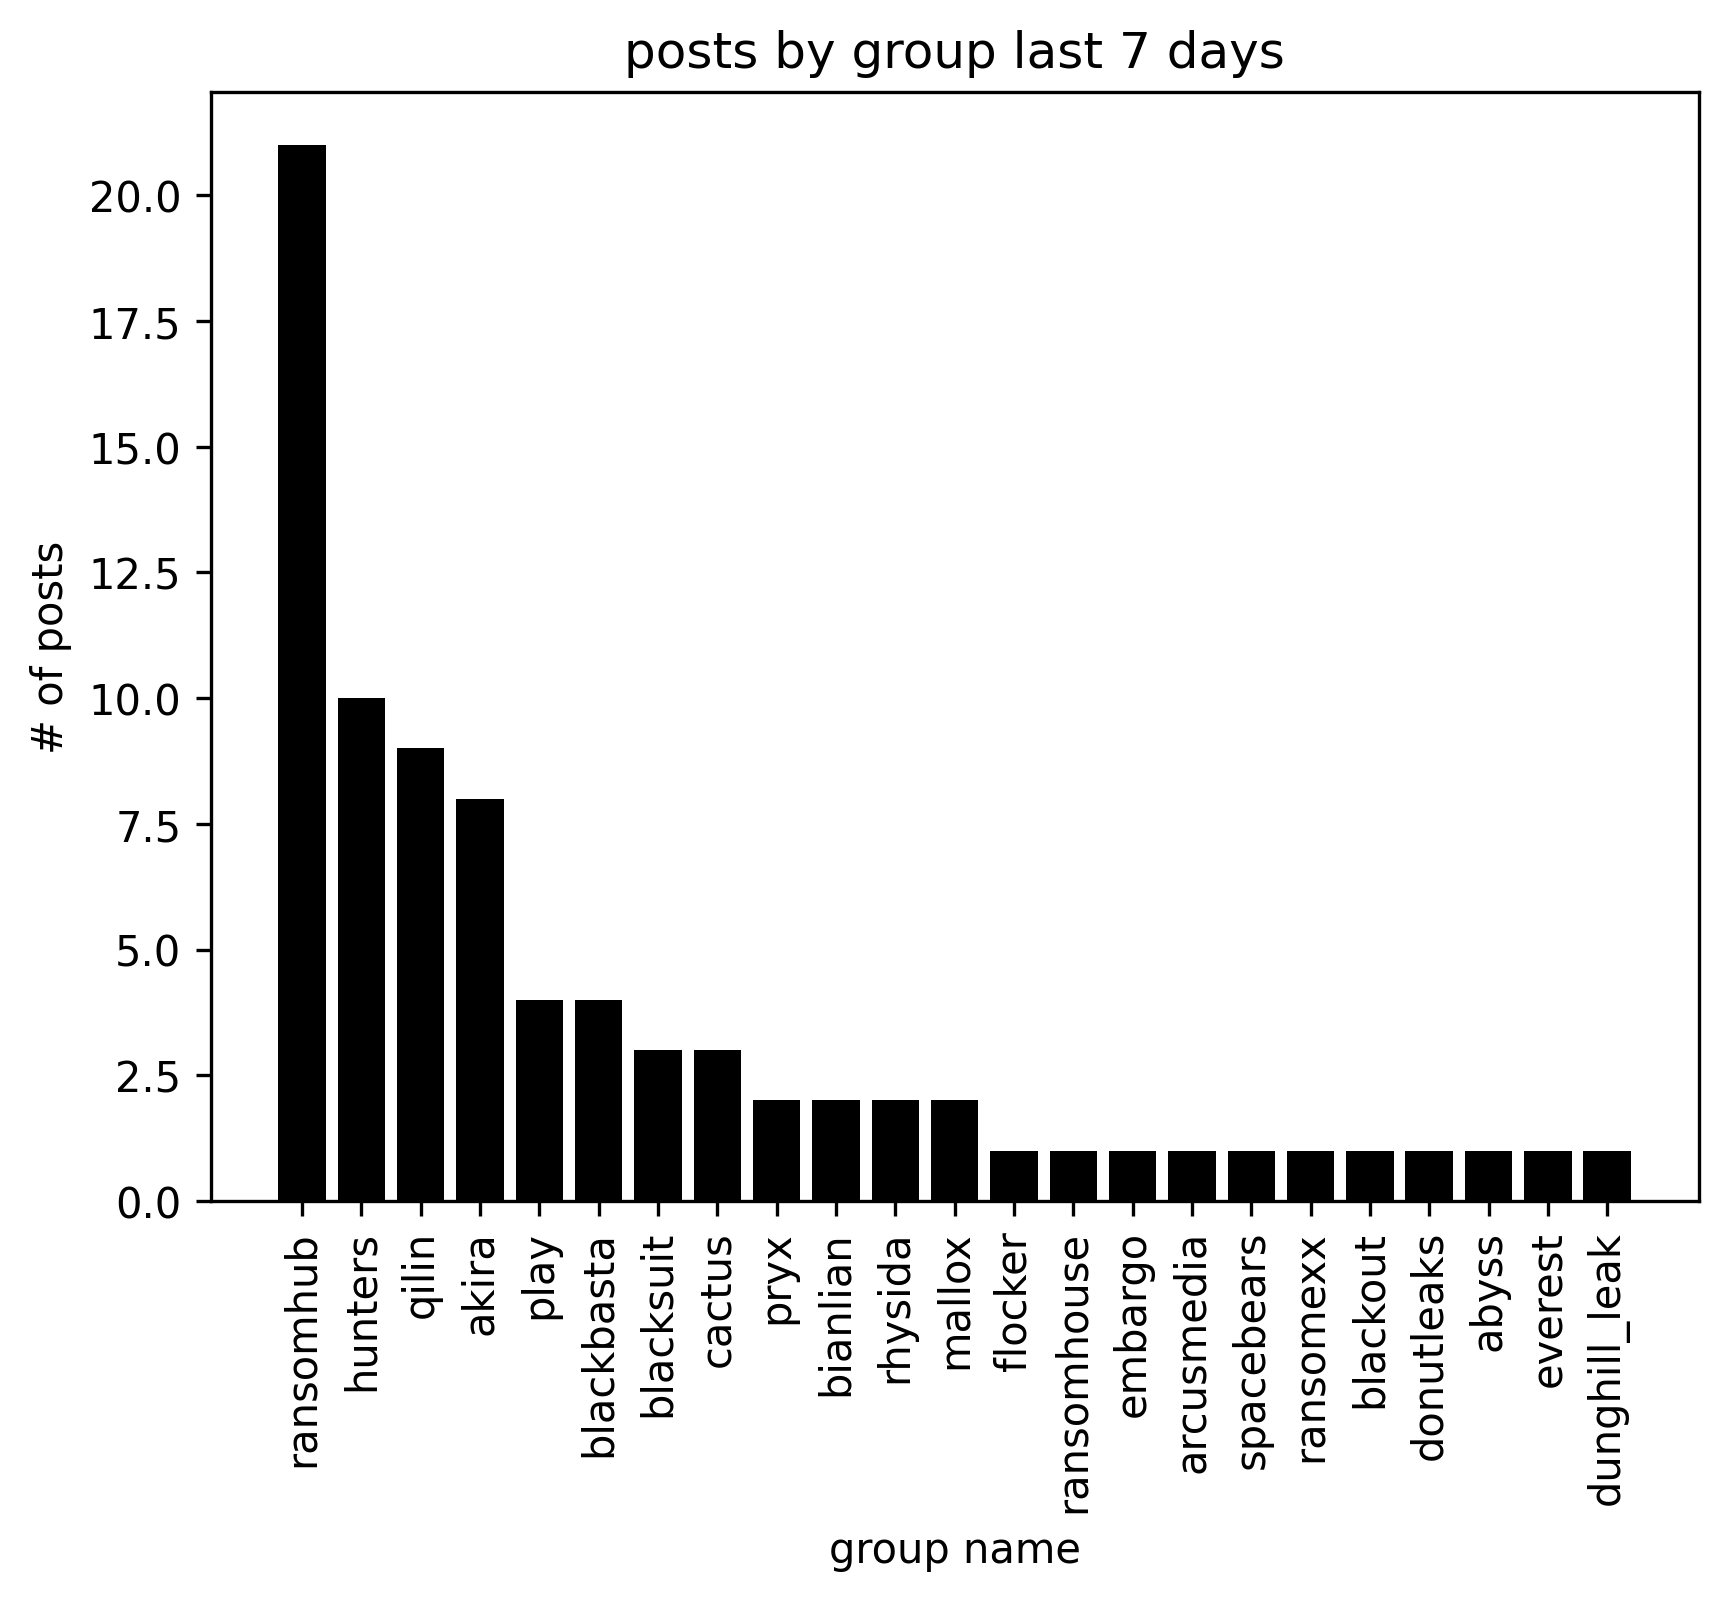 posts by group last 7 days
# of posts
20.0
17.5
15.0
12.5
10.0
7.5
5.0
2.5
0.0
ransomhub
hunters
qilin
akira
play
blackbasta
blacksuit
cactus
pryx
bianlian
rhysida
mallox
flocker
ransomhouse
embargo
arcusmedia
spacebears
ransomexx
blackout
donutleaks
abyss
everest
dunghill_leak
group name